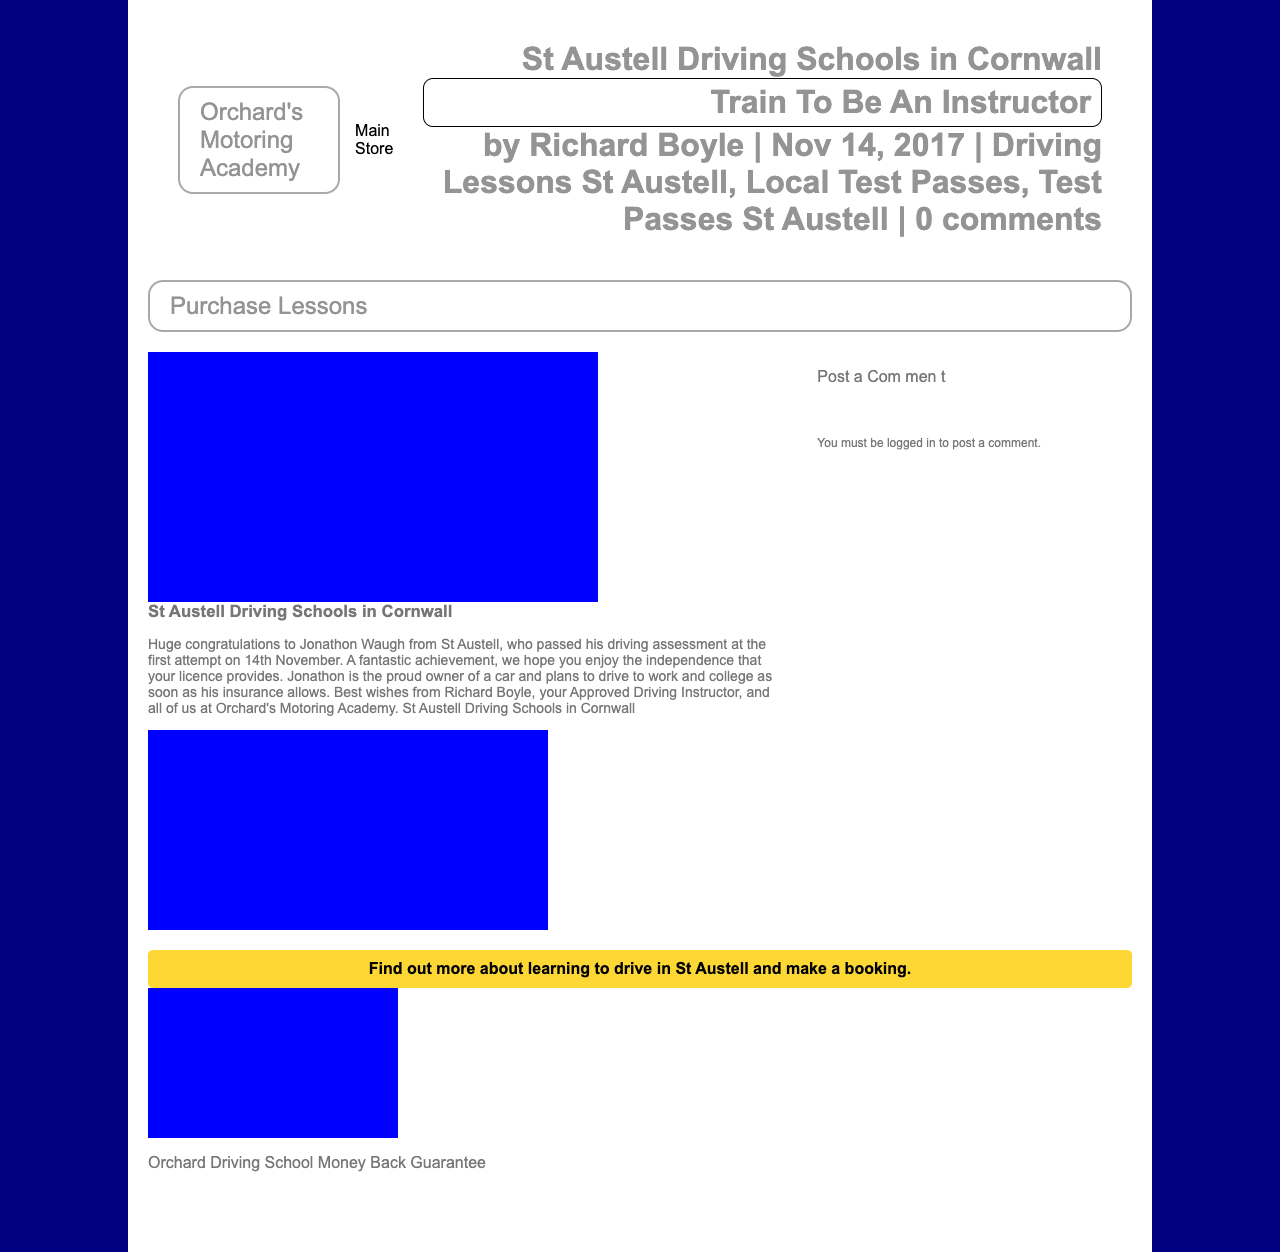 Orchard's
Motoring
Academy
Main
Store
St Austell Driving Schools in Cornwall
Train To Be An Instructor
by Richard Boyle | Nov 14, 2017 | Driving
Lessons St Austell, Local Test Passes, Test
Passes St Austell | 0 comments
Purchase Lessons
St Austell Driving Schools in Cornwall
Huge congratulations to Jonathon Waugh from St Austell, who passed his driving assessment at the
first attempt on 14th November. A fantastic achievement, we hope you enjoy the independence that
your licence provides. Jonathon is the proud owner of a car and plans to drive to work and college as
soon as his insurance allows. Best wishes from Richard Boyle, your Approved Driving Instructor, and
all of us at Orchard's Motoring Academy. St Austell Driving Schools in Cornwall
Post a Com men t
You must be logged in to post a comment.
Find out more about learning to drive in St Austell and make a booking.
Orchard Driving School Money Back Guarantee